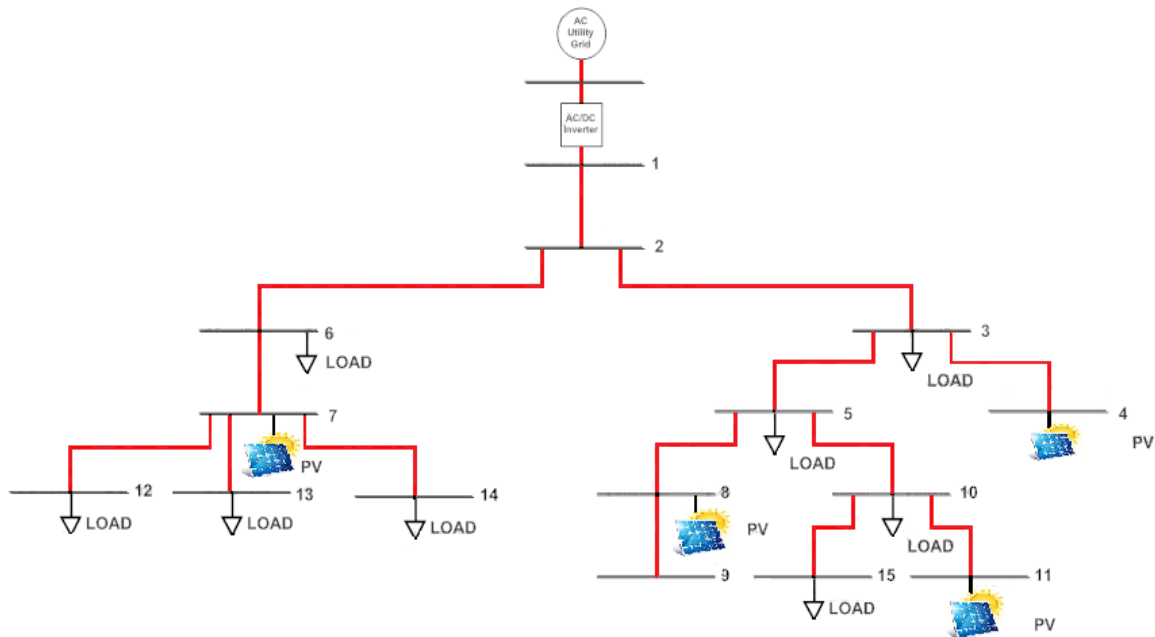 AC
Utility
Grid
AC/DC
Inverter
1
2
6
LOAD
3
LOAD
7
PV
5
LOAD
4
PV
12
LOAD
13
LOAD
14
LOAD
8
PV
10
LOAD
9
15
LOAD
11
PV